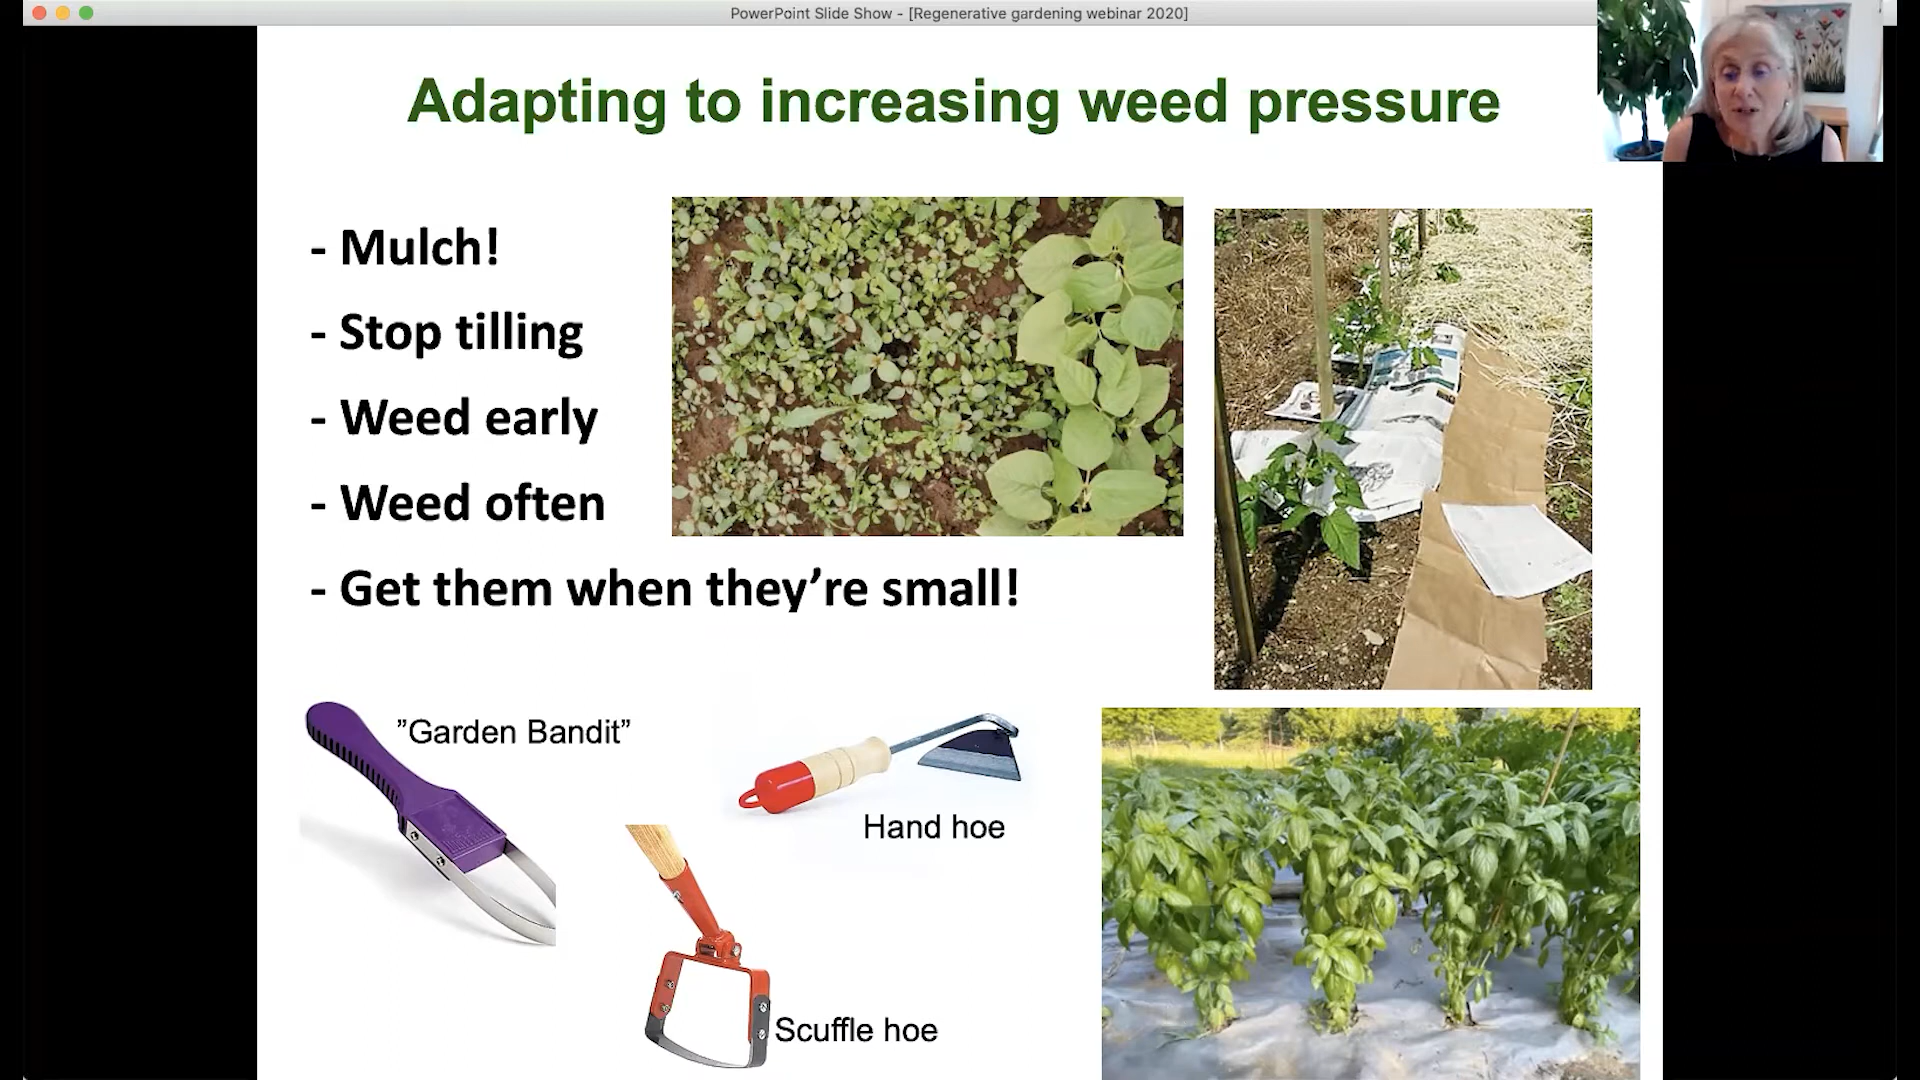 PowerPoint Slide Show - [Regenerative gardening webinar 2020]
Adapting to increasing weed pressure
- Mulch!
- Stop tilling
- Weed early
- Weed often
- Get them when they’re small!
”Garden Bandit”
Hand hoe
Scuffle hoe